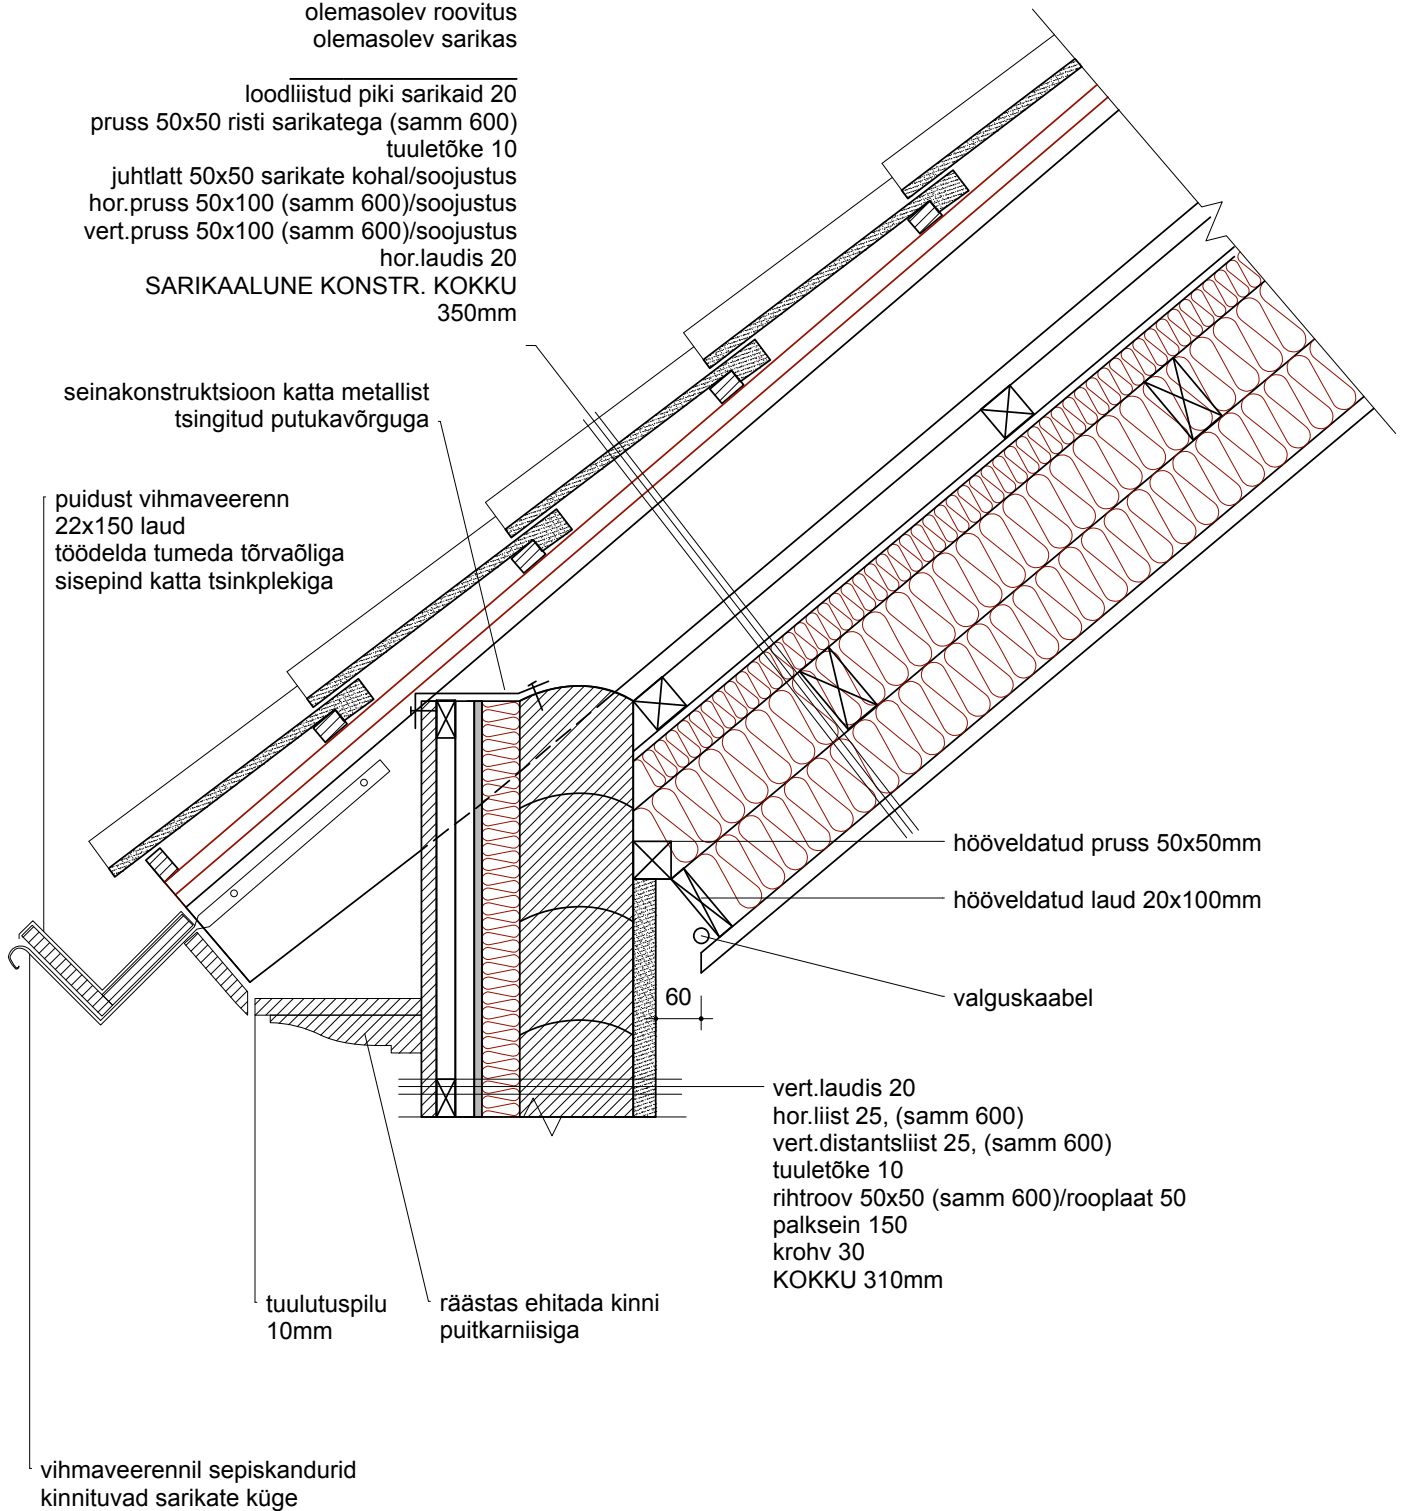 olemasolev roovitus
olemasolev sarikas
loodliistud piki sarikaid 20
pruss 50x50 risti sarikatega (samm 600)
tuuletõke 10
juhtlatt 50x50 sarikate kohal/soojustus
hor.pruss 50x100 (samm 600)/soojustus
vert.pruss 50x100 (samm 600)/soojustus
hor.laudis 20
SARIKAALUNE KONSTR. KOKKU
350mm
seinakonstruktsioon katta metallist
tsingitud putukavõrguga
puidust vihmaveerenn
22x150 laud
töödelda tumeda tõrvaõliga
sisepind katta tsinkplekiga
hööveldatud pruss 50x50mm
hööveldatud laud 20x100mm
valguskaabel
60
vert.laudis 20
hor.liist 25, (samm 600)
vert.distantsliist 25, (samm 600)
tuuletõke 10
rihtroov 50x50 (samm 600)/rooplaat 50
palksein 150
krohv 30
KOKKU 310mm
tuulutuspilu
10mm
räästas ehitada kinni
puitkarniisiga
vihmaveerennil sepiskandurid
kinnituvad sarikate küge